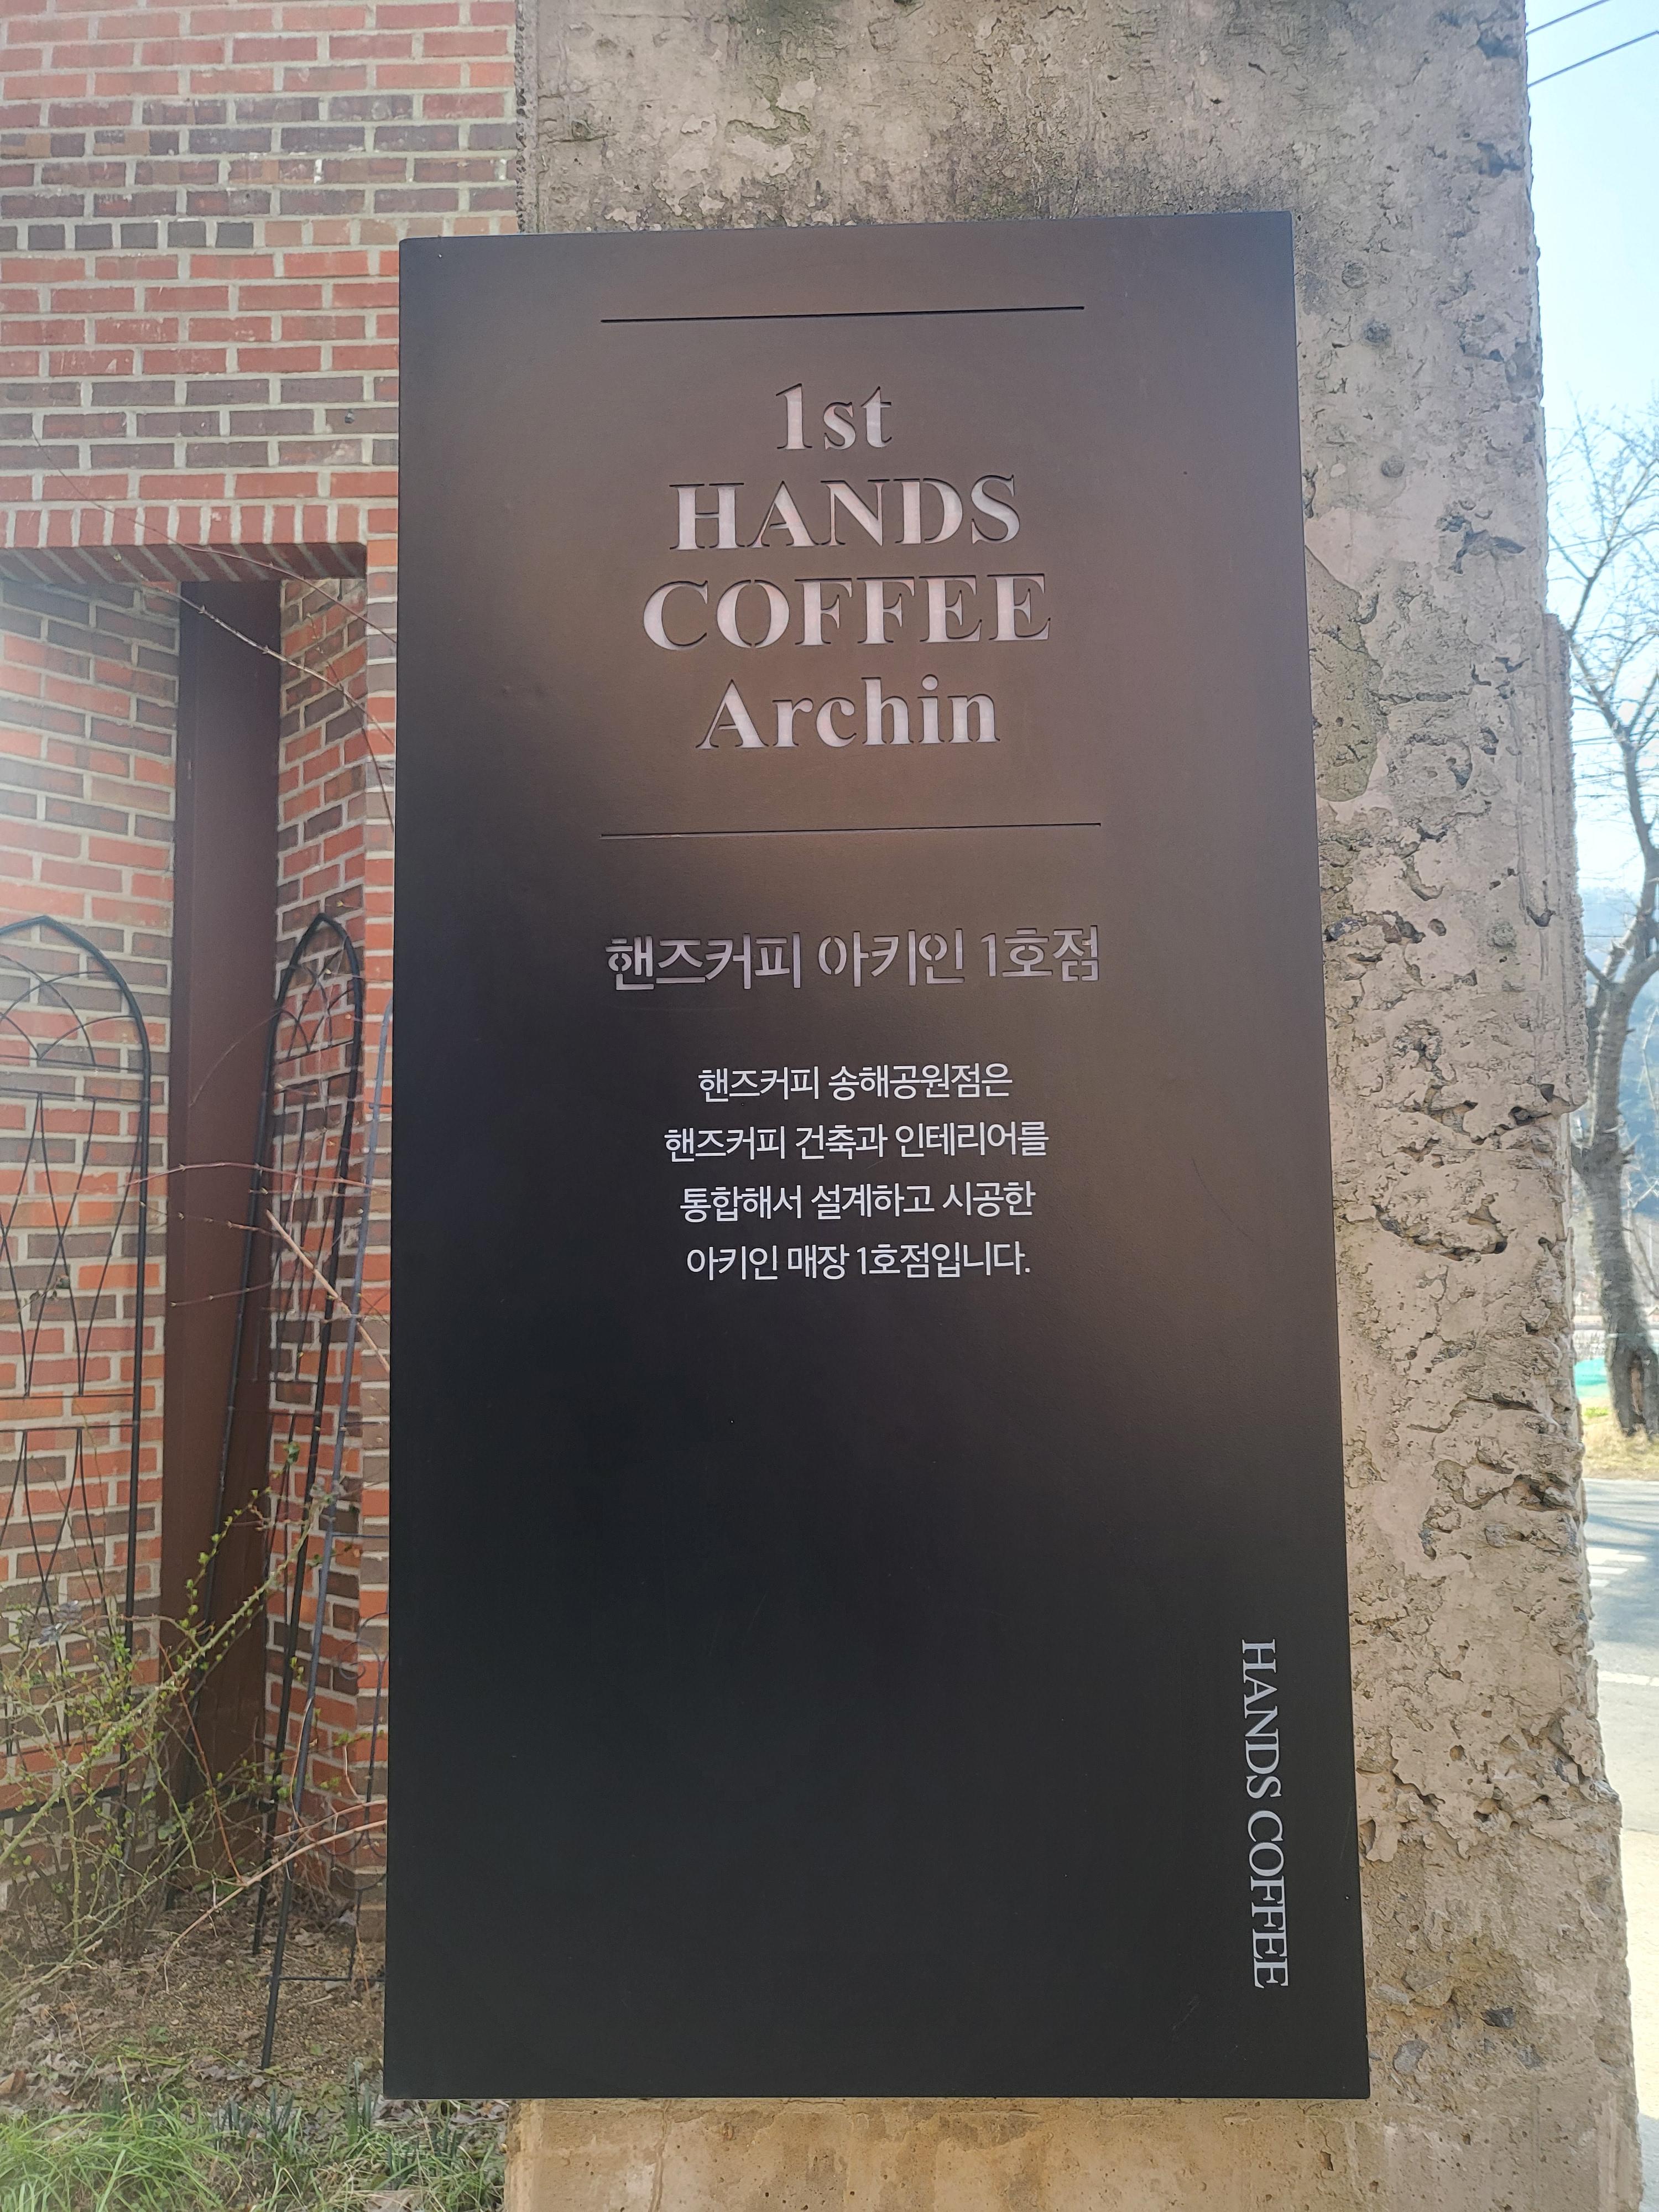 1st
HANDS
COFFEE
Archin
핸즈커피 아키인 1호점
핸즈커피 송해공원점은
핸즈커피 건축과 인테리어를
통합해서 설계하고 시공한
아키인 매장 1호점입니다.
HANDS COFFEE